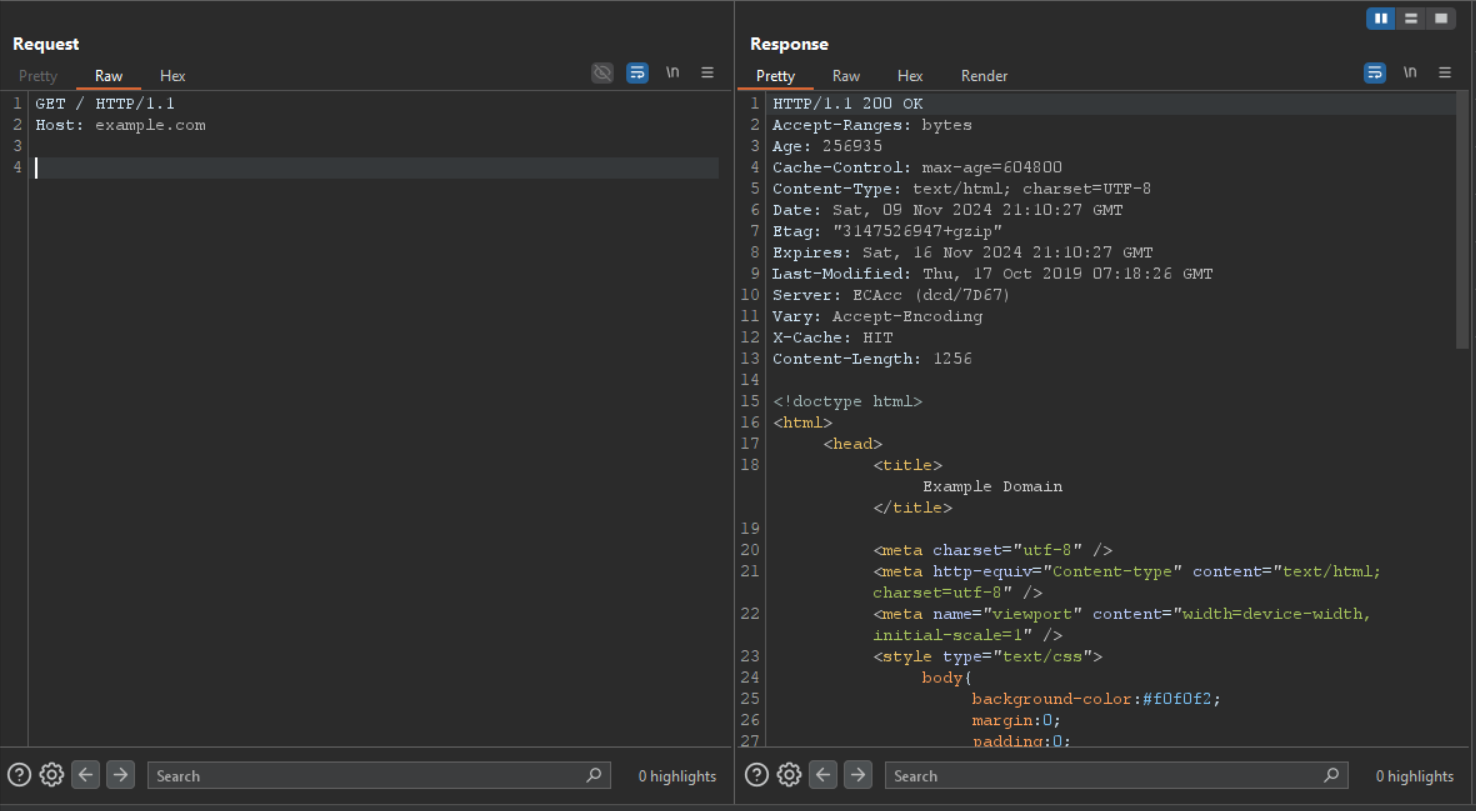 Request
Pretty Raw Hex \n
1 GET / HTTP/1.1
2 Host: example.com
3
4
Search 0 highlights
Response
Pretty Raw Hex Render \n
1 HTTP/1.1 200 OK
2 Accept-Ranges: bytes
3 Age: 256935
4 Cache-Control: max-age=604800
5 Content-Type: text/html; charset=UTF-8
6 Date: Sat, 09 Nov 2024 21:10:27 GMT
7 Etag: "3147526947+gzip"
8 Expires: Sat, 16 Nov 2024 21:10:27 GMT
9 Last-Modified: Thu, 17 Oct 2019 07:18:26 GMT
10 Server: ECAcc (dcd/7D67)
11 Vary: Accept-Encoding
12 X-Cache: HIT
13 Content-Length: 1256
14
15 <!doctype html>
16 <html>
17 <head>
18 <title>
Example Domain
</title>
19
20 <meta charset="utf-8" />
21 <meta http-equiv="Content-type" content="text/html;
charset=utf-8" />
22 <meta name="viewport" content="width=device-width,
initial-scale=1" />
23 <style type="text/css">
24 body{
25 background-color:#f0f0f2;
26 margin:0;
27 padding:0;
Search 0 highlights